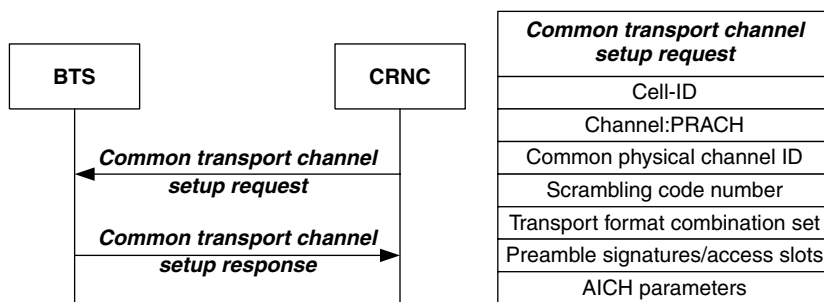 BTS
CRNC
Common transport channel
setup request
Common transport channel
setup response
Common transport channel
setup request
Cell-ID
Channel:PRACH
Common physical channel ID
Scrambling code number
Transport format combination set
Preamble signatures/access slots
AICH parameters